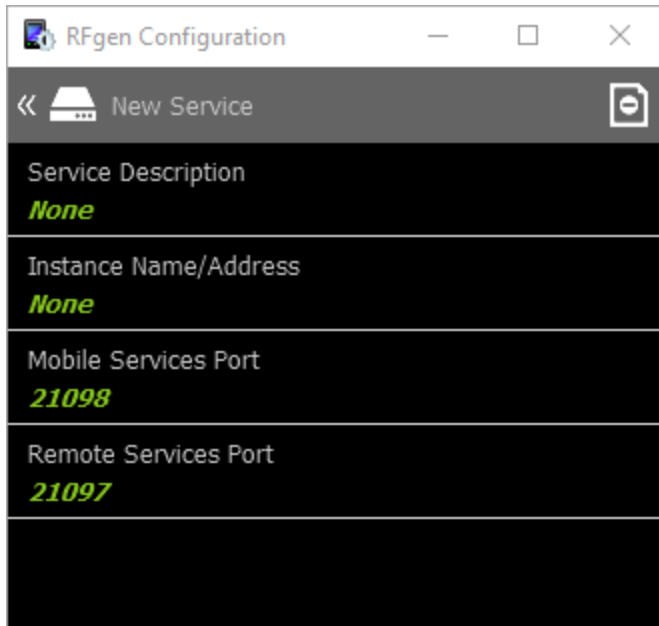 RFgen Configuration
« New Service
Service Description
None
Instance Name/Address
None
Mobile Services Port
21098
Remote Services Port
21097